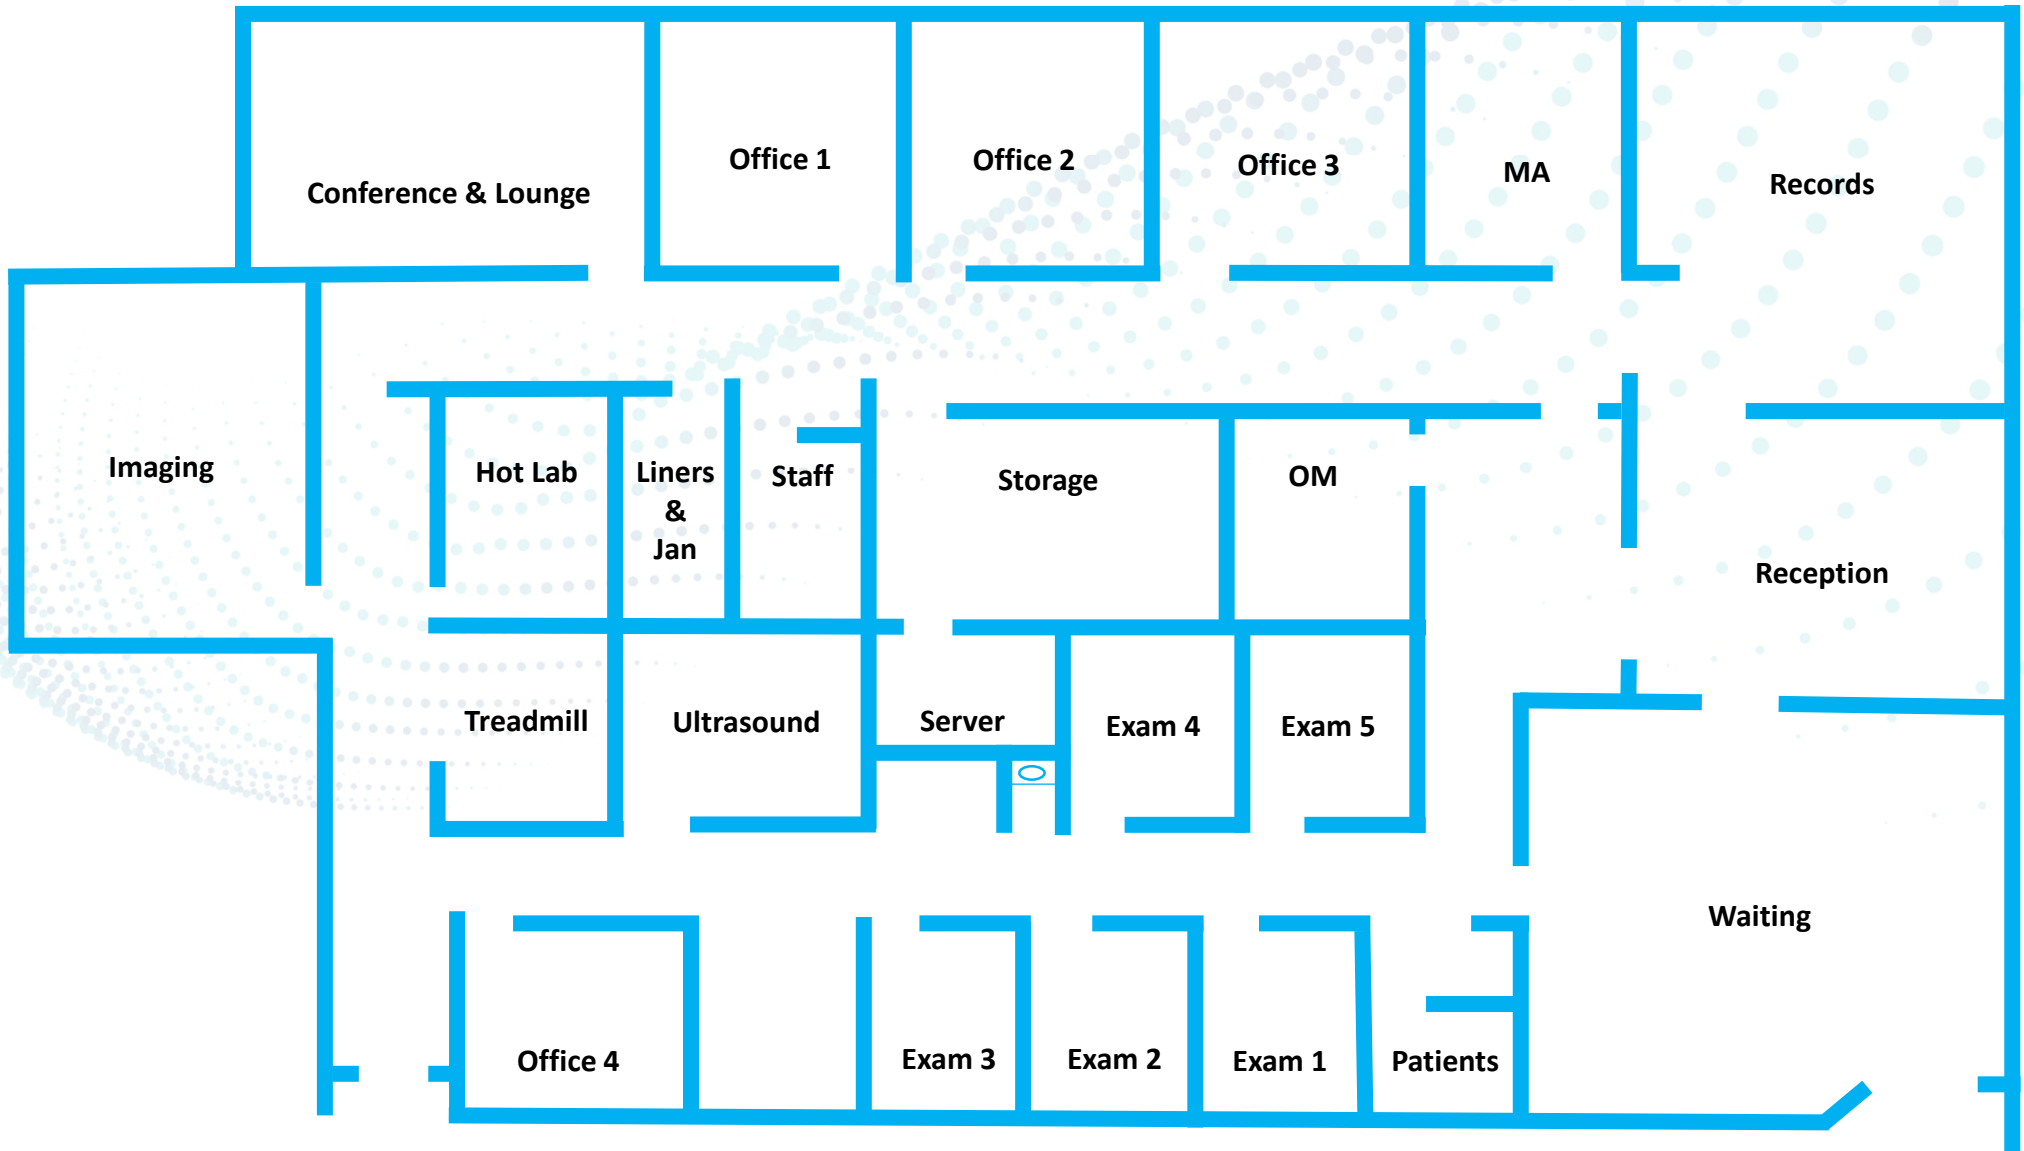 Conference & Lounge
Office 1
Office 2
Office 3
MA
Records
Imaging
Hot Lab
Liners
&
Jan
Staff
Storage
OM
Reception
Treadmill
Ultrasound
Server
Exam 4
Exam 5
Waiting
Office 4
Exam 3
Exam 2
Exam 1
Patients